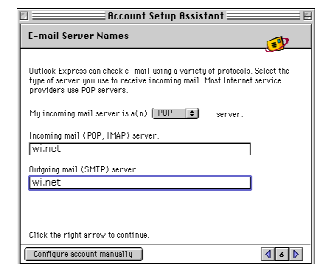 Account Setup Assistant
E-mail Server Names
Outlook Express can check e-mail using a variety of protocols. Select the
type of server you use to receive incoming mail. Most Internet service
providers use POP servers.
My incoming mail server is a(n) POP server.
Incoming mail (POP, IMAP) server:
wi.net
Outgoing mail (SMTP) server:
wi.net
Click the right arrow to continue.
Configure account manually
6